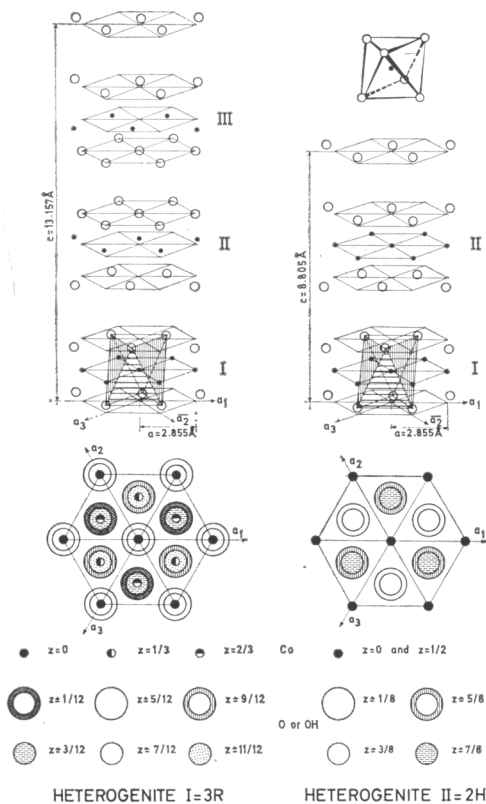 III
c=13.157Å
II
II
c=8.805Å
I
I
a₁
a₁
a₃
a₂
a=2.855Å
a₃
a₂
a=2.855Å
a₂
a₂
a₁
a₁
a₃
a₃
z=0 z=1/3 z=2/3 Co z=0 and z=1/2
z=1/12 z=5/12 z=9/12 z=1/8 z=5/8
O or OH
z=3/12 z=7/12 z=11/12 z=3/8 z=7/8
HETEROGENITE I=3R HETEROGENITE II=2H